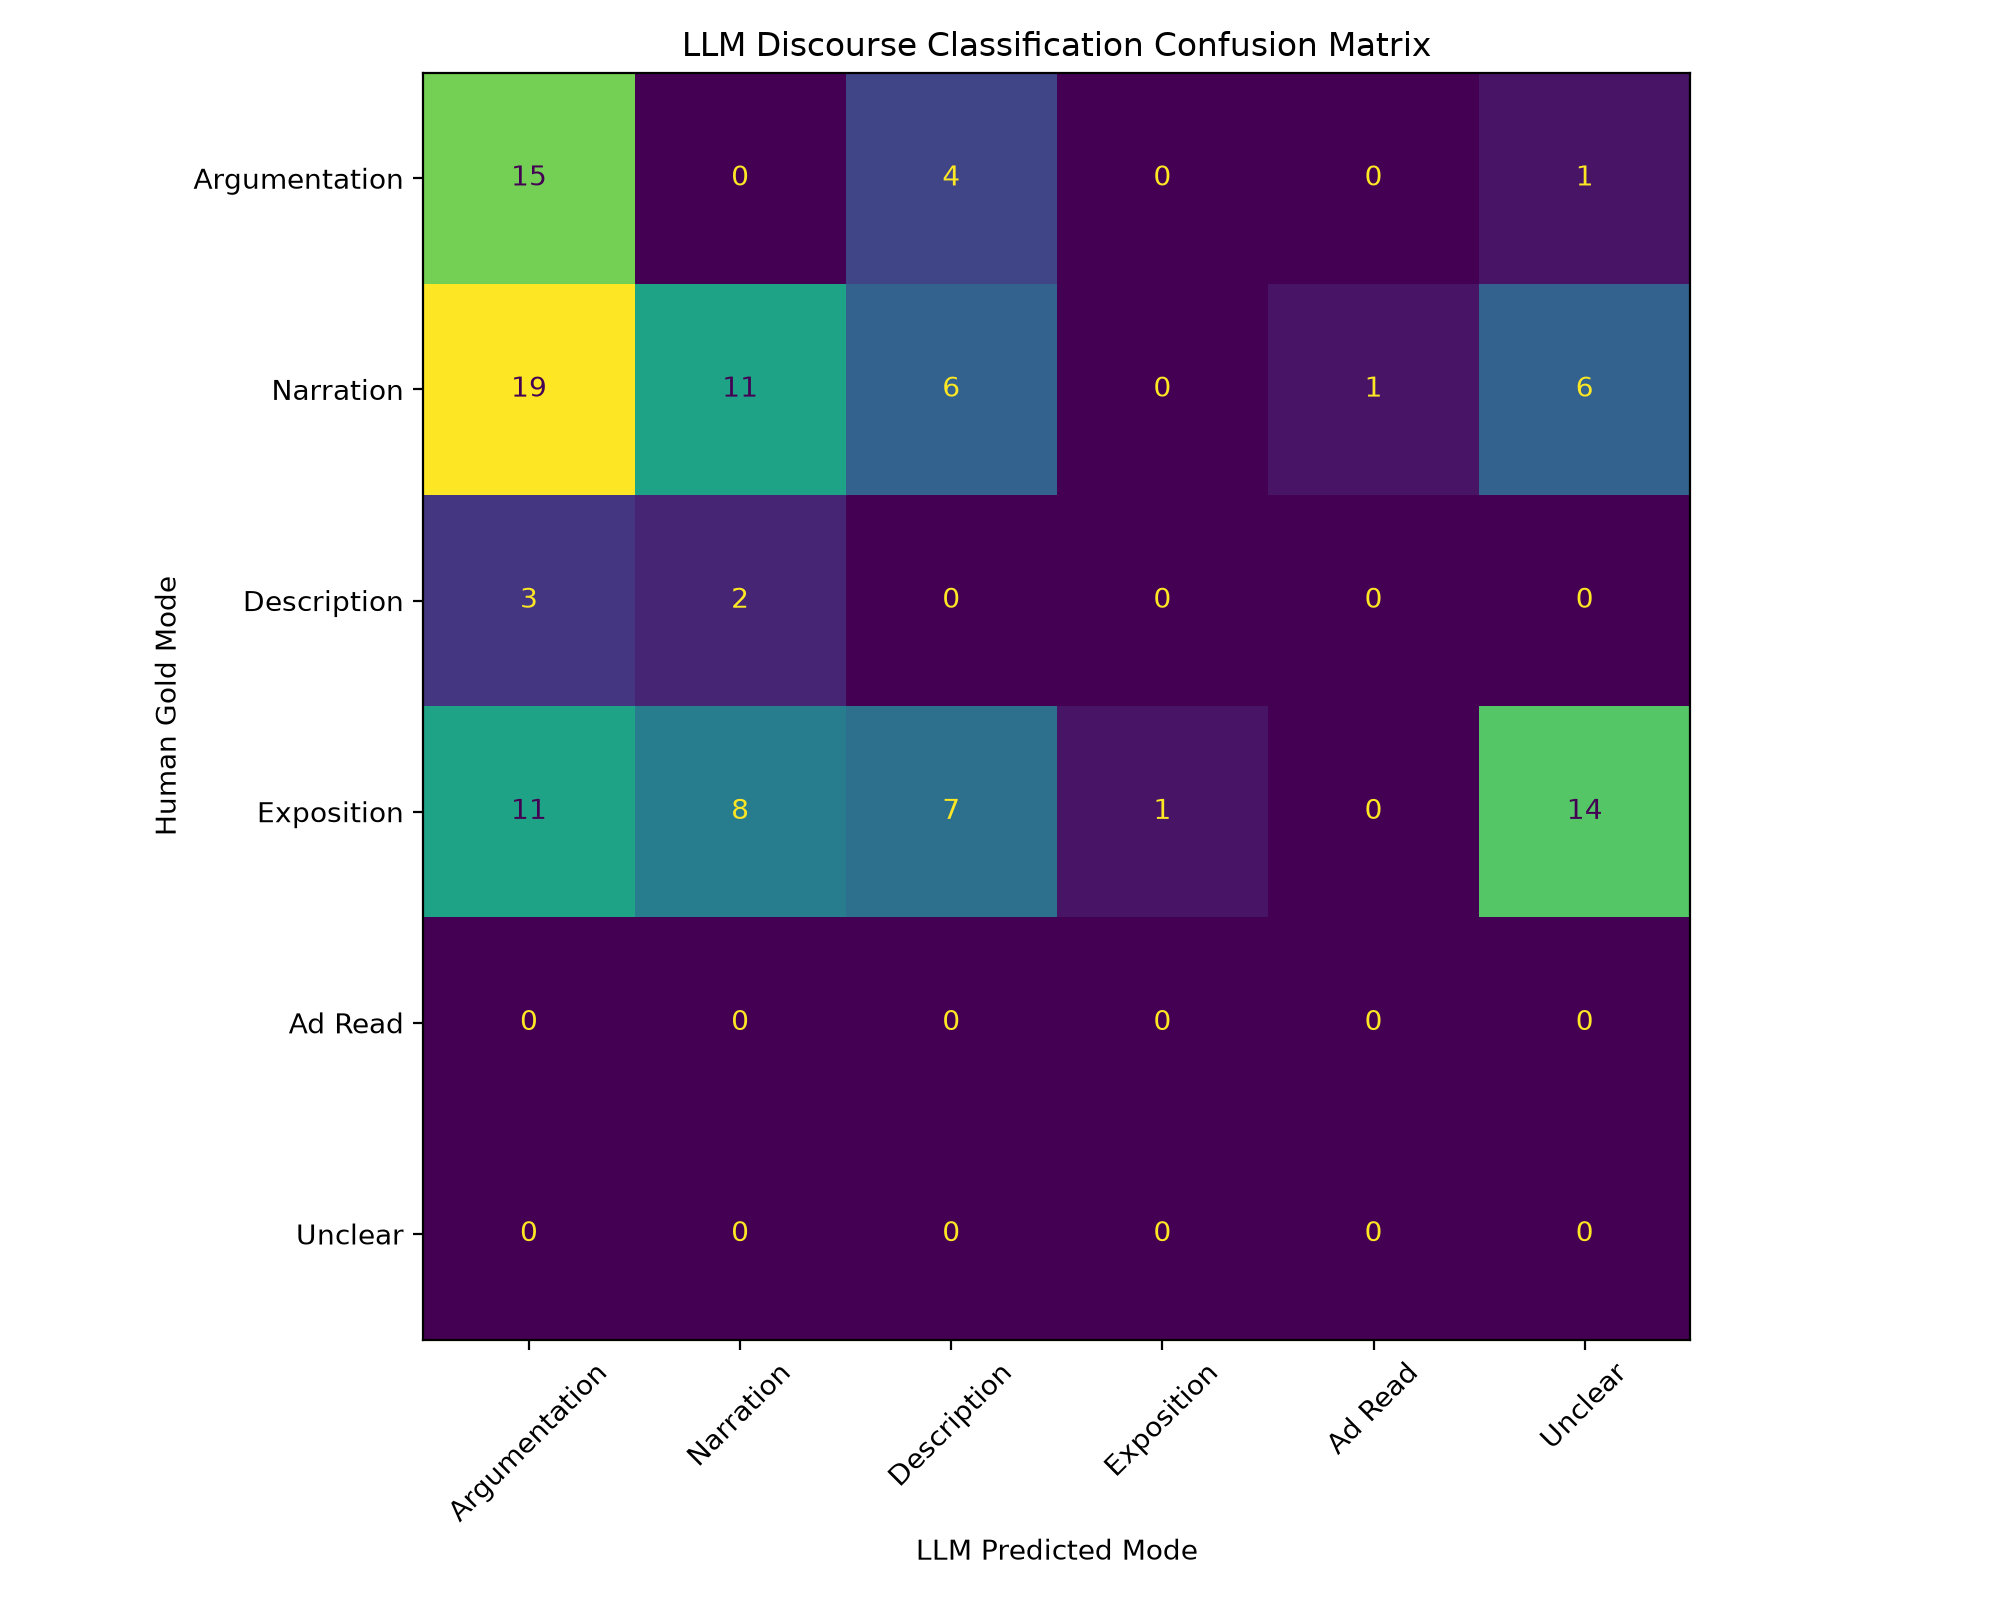 LLM Discourse Classification Confusion Matrix
Argumentation 15 0 4 0 0 1
Narration 19 11 6 0 1 6
Description 3 2 0 0 0 0
Exposition 11 8 7 1 0 14
Ad Read 0 0 0 0 0 0
Unclear 0 0 0 0 0 0
Human Gold Mode
Argumentation Narration Description Exposition Ad Read Unclear
LLM Predicted Mode